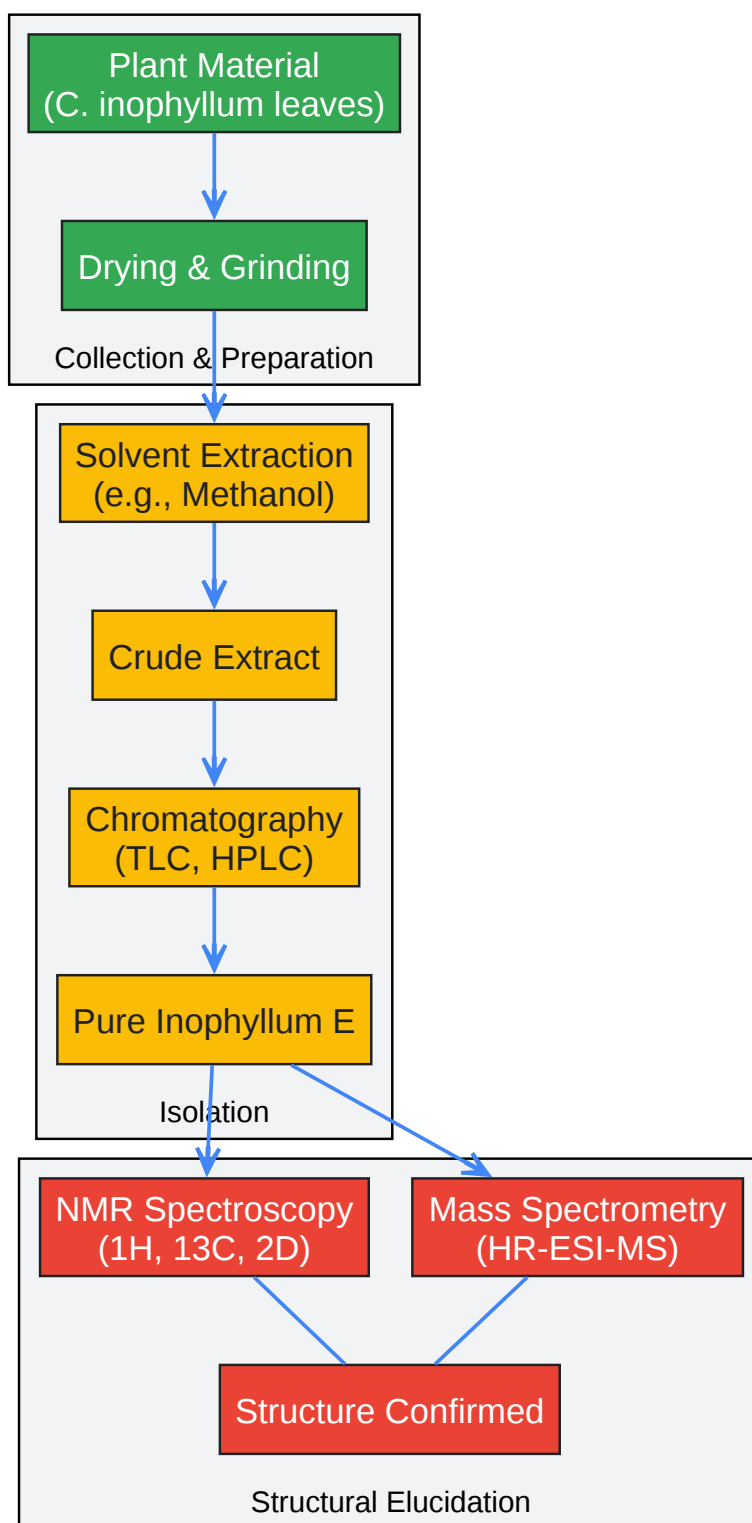 Plant Material
(C. inophyllum leaves)
Drying & Grinding
Collection & Preparation
Solvent Extraction
(e.g., Methanol)
Crude Extract
Chromatography
(TLC, HPLC)
Pure Inophyllum E
Isolation
NMR Spectroscopy
(1H, 13C, 2D)
Mass Spectrometry
(HR-ESI-MS)
Structure Confirmed
Structural Elucidation